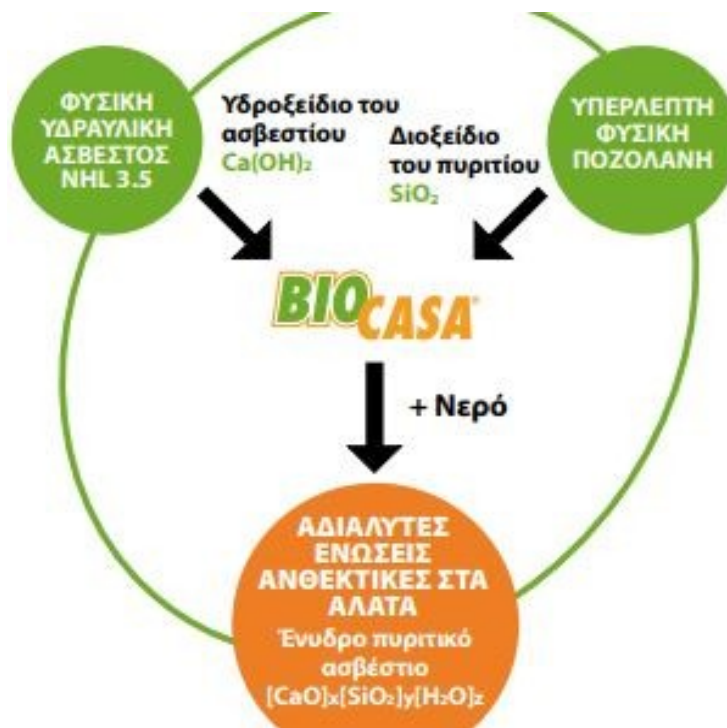 ΦΥΣΙΚΗ
ΥΔΡΑΥΛΙΚΗ
ΑΣΒΕΣΤΟΣ
NHL 3.5
Υδροξείδιο του
ασβεστίου
Ca(OH)₂
Διοξείδιο
του πυριτίου
SiO₂
ΥΠΕΡΛΕΠΤΗ
ΦΥΣΙΚΗ
ΠΟΖΟΛΑΝΗ
BIOCASA®
+ Νερό
ΑΔΙΑΛΥΤΕΣ
ΕΝΩΣΕΙΣ
ΑΝΘΕΚΤΙΚΕΣ ΣΤΑ
ΑΛΑΤΑ
Ένυδρο πυριτικό
ασβέστιο
[CaO]x[SiO₂]y[H₂O]z